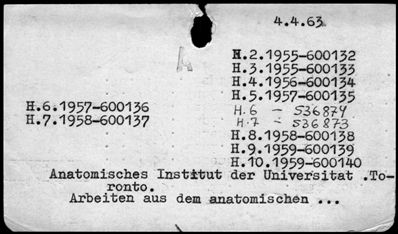 4.4.63
H.2.1955-600132
H.3.1955-600133
H.4.1956-600134
H.5.1957-600135
H.6.1957-600136
H.6 - 536874
H.7.1958-600137
H.7 - 536873
H.8.1958-600138
H.9.1959-600139
H.10.1959-600140
Anatomisches Institut der Universitat .To-
ronto.
Arbeiten aus dem anatomischen ...